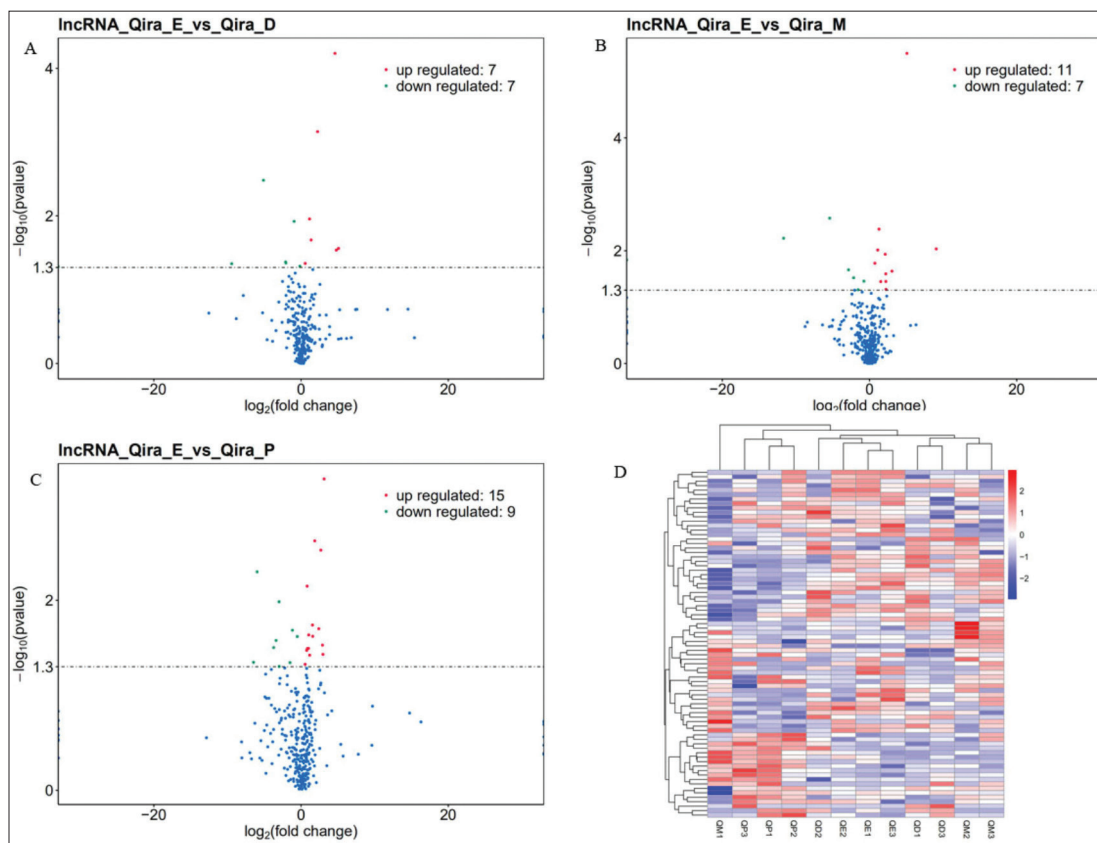 lncRNA_Qira_E_vs_Qira_D
A
up regulated: 7
down regulated: 7
4
2
1.3
0
−log10(pvalue)
−20
0
20
log2(fold change)
lncRNA_Qira_E_vs_Qira_M
B
up regulated: 11
down regulated: 7
4
2
1.3
0
−log10(pvalue)
−20
0
20
log2(fold change)
lncRNA_Qira_E_vs_Qira_P
C
up regulated: 15
down regulated: 9
2
1.3
0
−log10(pvalue)
−20
0
20
log2(fold change)
D
2
1
0
−1
−2
QM1 QP3 QP1 QP2 QD2 QE2 QE1 QE3 QD1 QD3 QM2 QM3